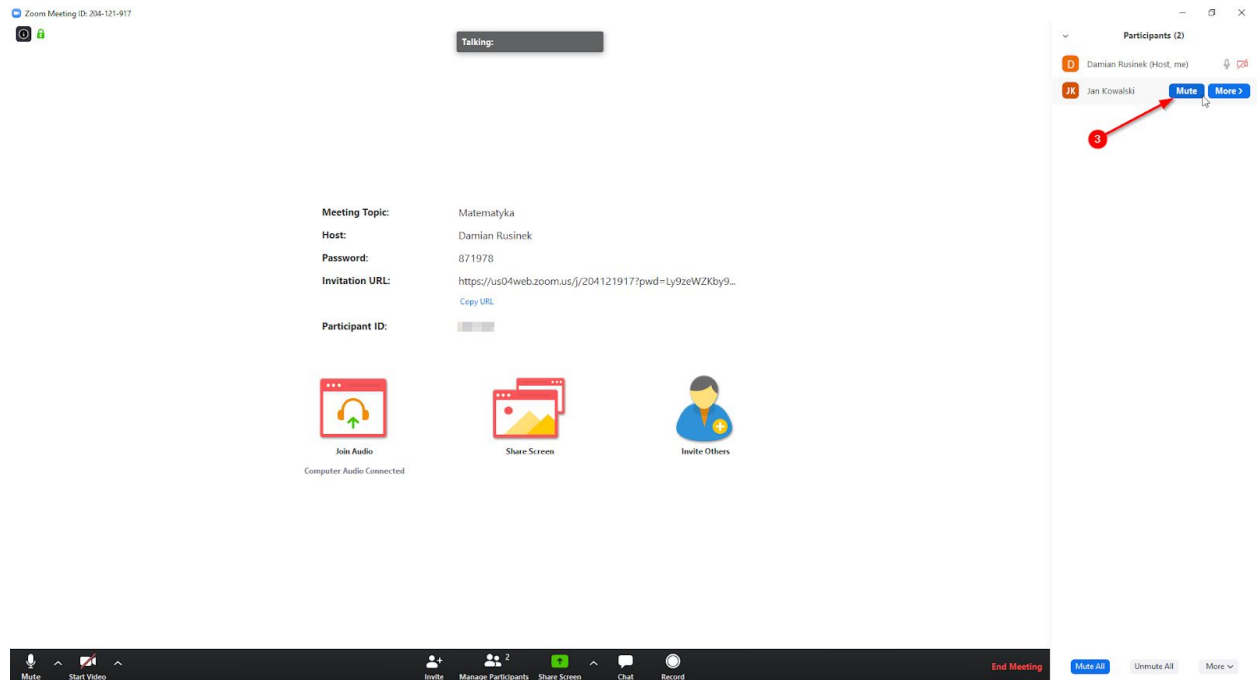 Zoom Meeting ID: 204-121-917
Talking:
Participants (2)
D Damian Rusinek (Host, me)
JK Jan Kowalski Mute More >
3
Meeting Topic: Matematyka
Host: Damian Rusinek
Password: 871978
Invitation URL: https://us04web.zoom.us/j/204121917?pwd=Ly9zeWZKby9...
Copy URL
Participant ID:
Join Audio Share Screen Invite Others
Computer Audio Connected
Mute Start Video Invite Manage Participants 2 Share Screen Chat Record End Meeting
Mute All Unmute All More